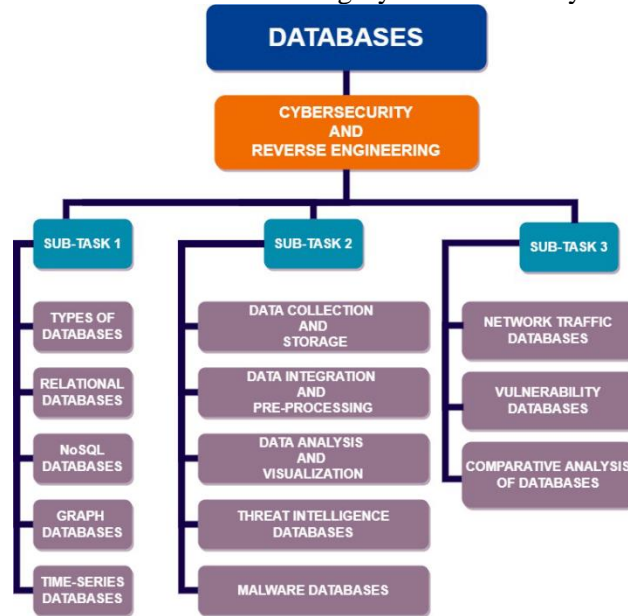 DATABASES
CYBERSECURITY
AND
REVERSE ENGINEERING
SUB-TASK 1
TYPES OF
DATABASES
RELATIONAL
DATABASES
NoSQL
DATABASES
GRAPH
DATABASES
TIME-SERIES
DATABASES
SUB-TASK 2
DATA COLLECTION
AND
STORAGE
DATA INTEGRATION
AND
PRE-PROCESSING
DATA ANALYSIS
AND
VISUALIZATION
THREAT INTELLIGENCE
DATABASES
MALWARE DATABASES
SUB-TASK 3
NETWORK TRAFFIC
DATABASES
VULNERABILITY
DATABASES
COMPARATIVE ANALYSIS
OF DATABASES